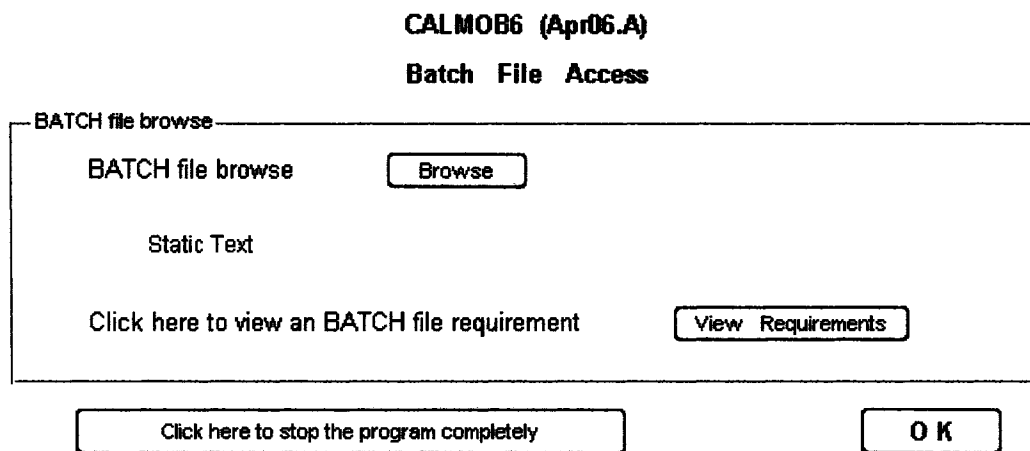 CALMOB6 (Apr06.A)
Batch File Access
BATCH file browse
BATCH file browse Browse
Static Text
Click here to view an BATCH file requirement View Requirements
Click here to stop the program completely O K